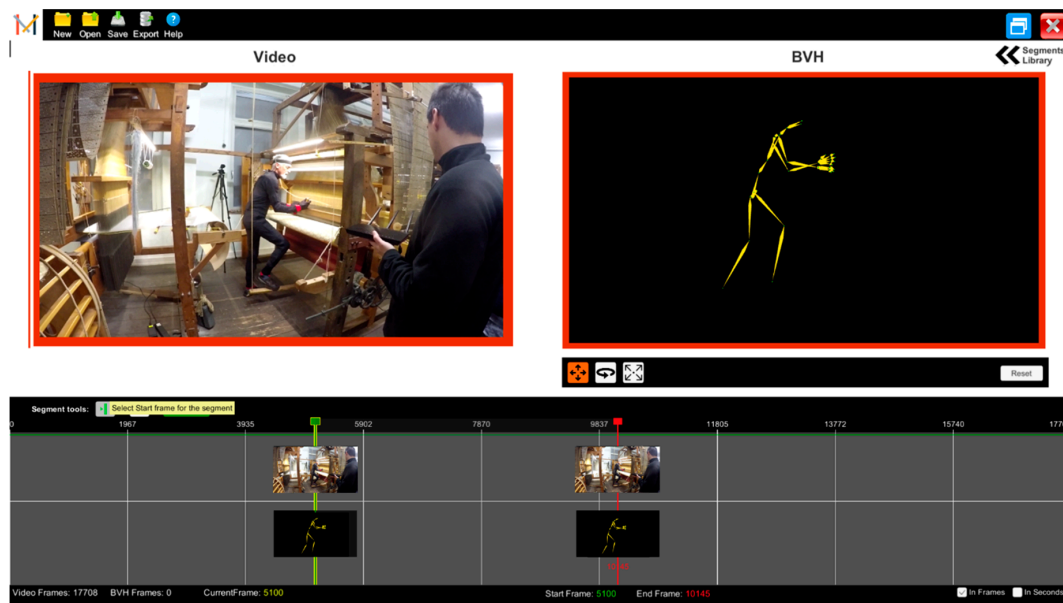 New Open Save Export Help
Video
BVH
Segments
Library
Reset
Segment tools: Select Start frame for the segment
0 1967 3935 5902 7870 9837 11805 13772 15740 1770
Video Frames: 17708 BVH Frames: 0 CurrentFrame: 5100 Start Frame: 5100 End Frame: 10145 In Frames In Seconds